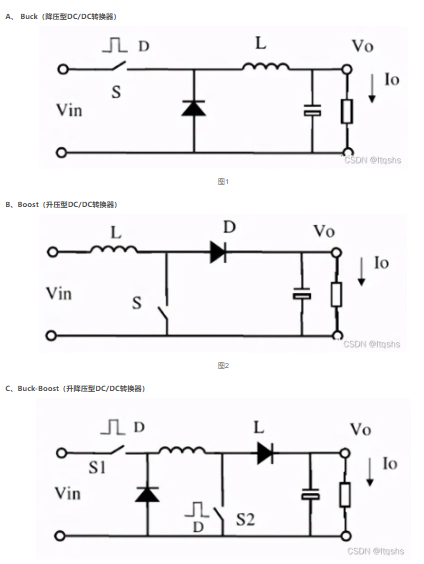 A、 Buck（降压型DC/DC转换器）
D
L
Vo
S
Io
Vin
CSDN @ltqshs
图1
B、Boost（升压型DC/DC转换器）
L
D
Vo
Io
Vin
S
CSDN @ltqshs
图2
C、Buck-Boost（升降压型DC/DC转换器）
D
L
Vo
S1
Io
Vin
D
S2
CSDN @ltqshs